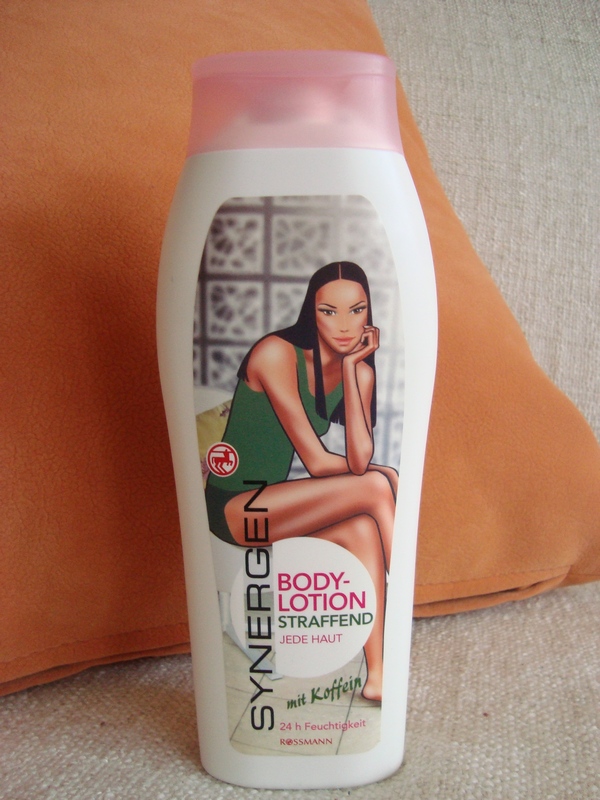 SYNERGEN
BODY-
LOTION
STRAFFEND
JEDE HAUT
mit Koffein
24 h Feuchtigkeit
ROSSMANN